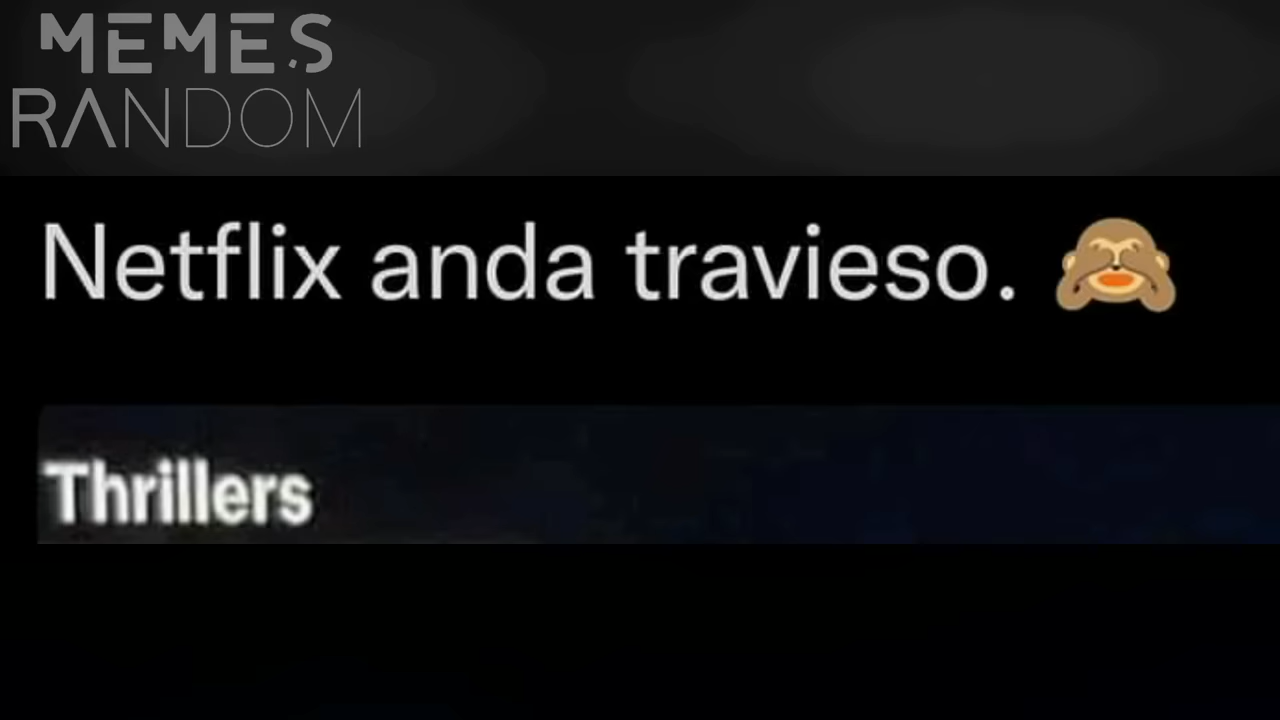 MEMES
RANDOM
Netflix anda travieso. 🙈
Thrillers